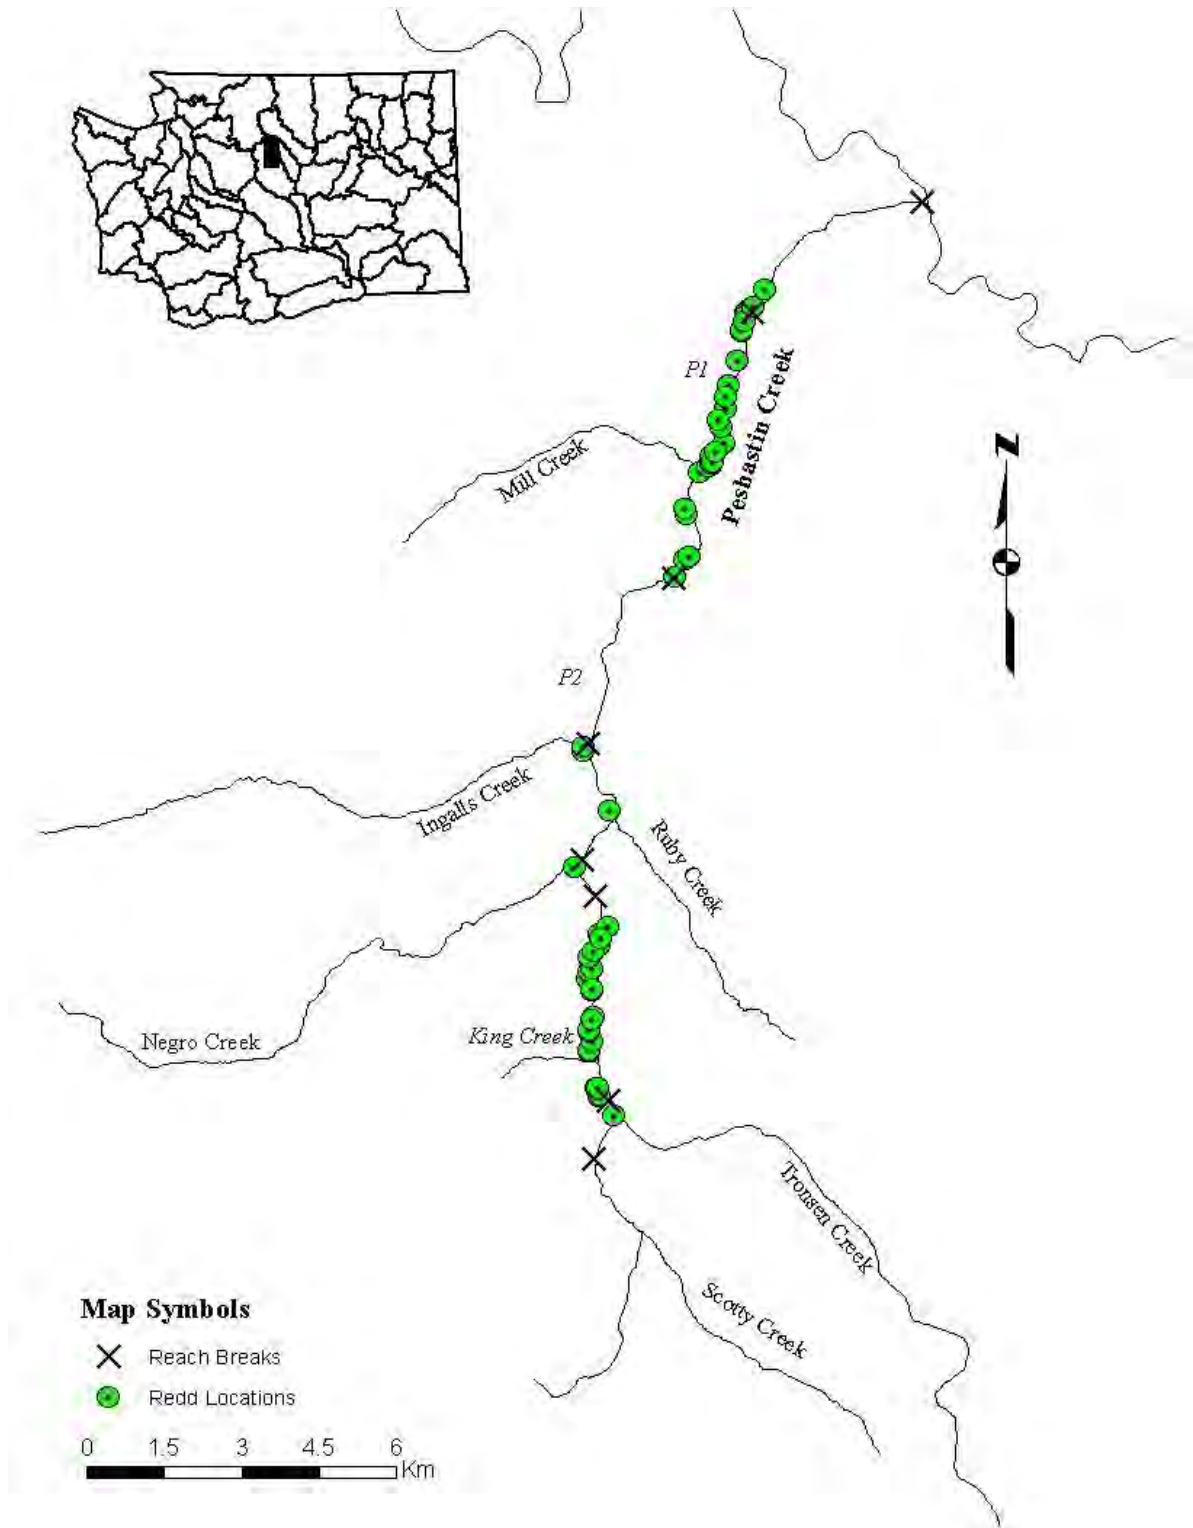 P1
Peshastin Creek
Mill Creek
N
P2
Ingalls Creek
Ruby Creek
Negro Creek
King Creek
Tronsen Creek
Scotty Creek
Map Symbols
Reach Breaks
Redd Locations
0 1.5 3 4.5 6
Km